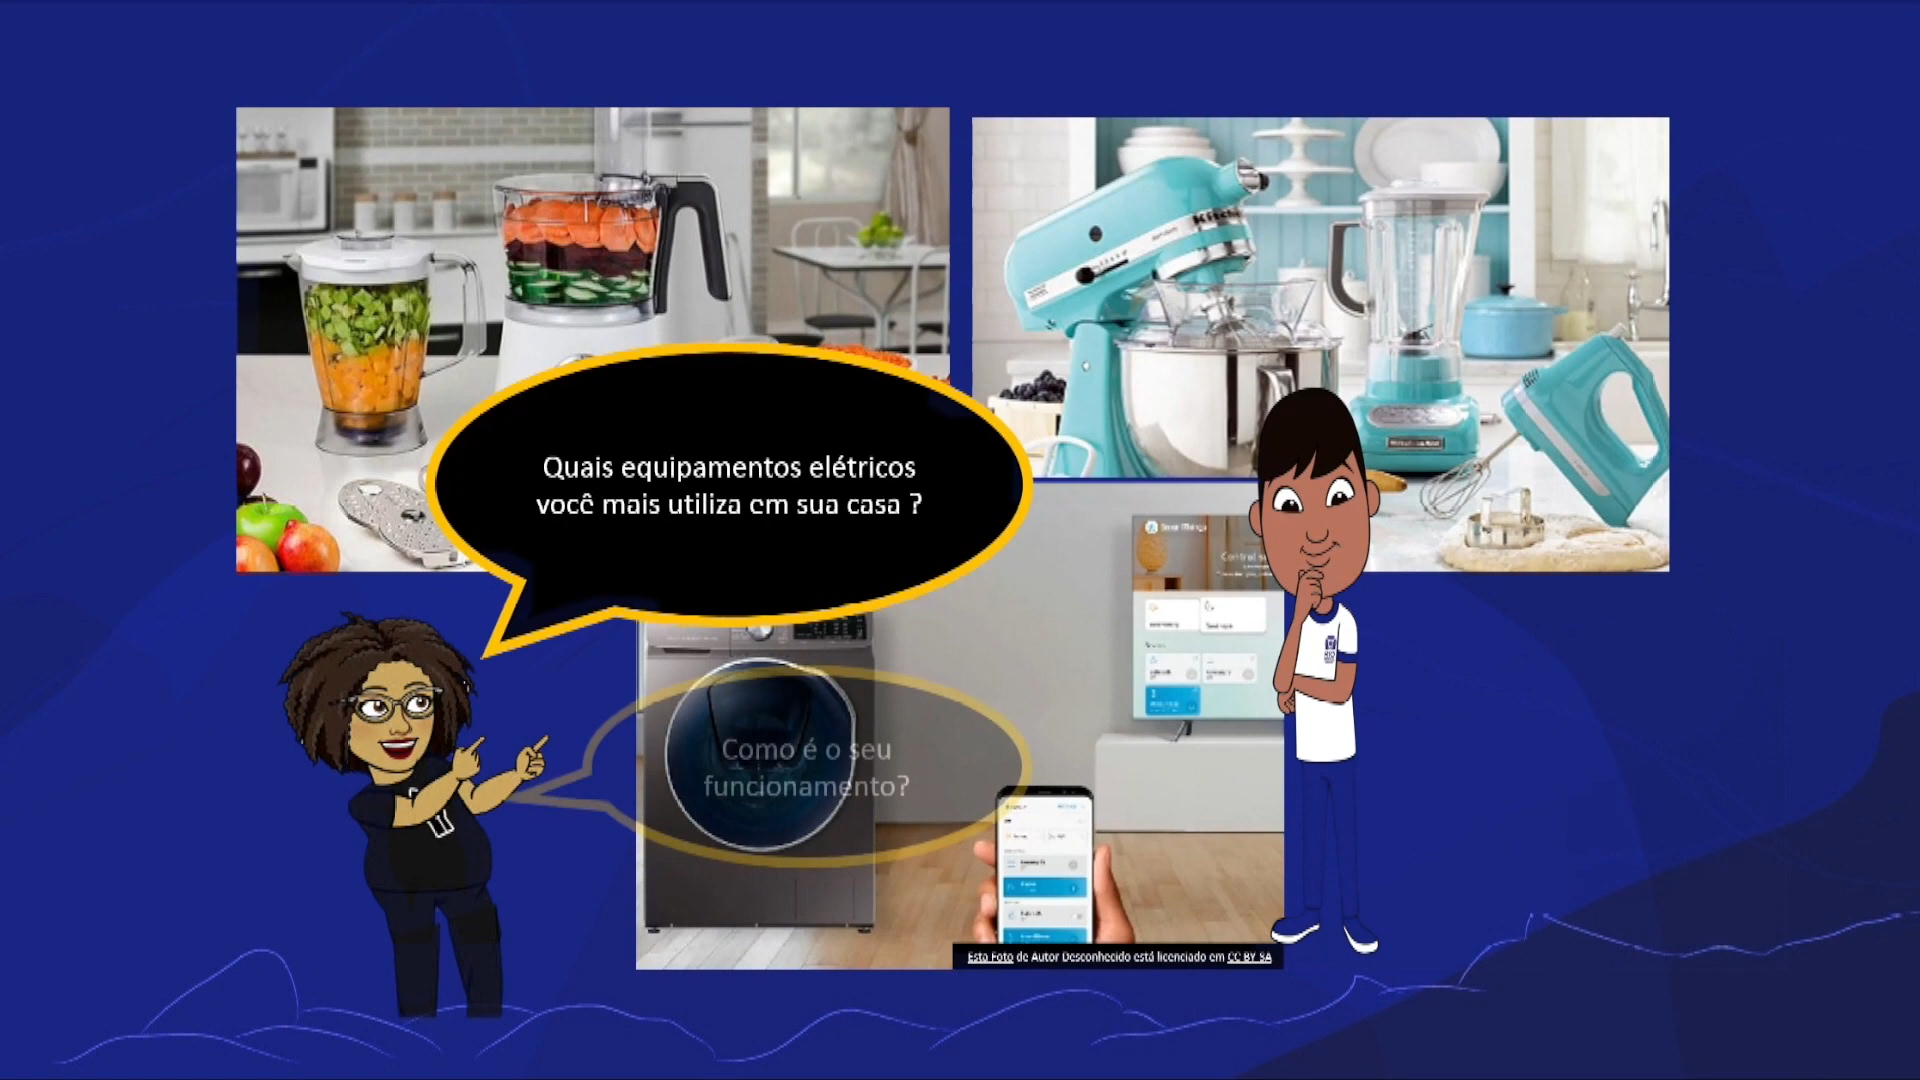 Quais equipamentos elétricos
você mais utiliza em sua casa ?
Como é o seu
funcionamento?
Esta Foto de Autor Desconhecido está licenciado em CC BY SA